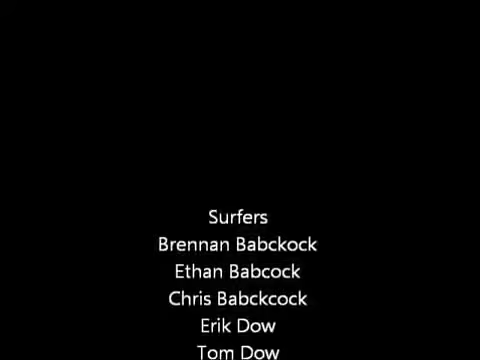 Surfers
Brennan Babckock
Ethan Babcock
Chris Babckcock
Erik Dow
Tom Dow